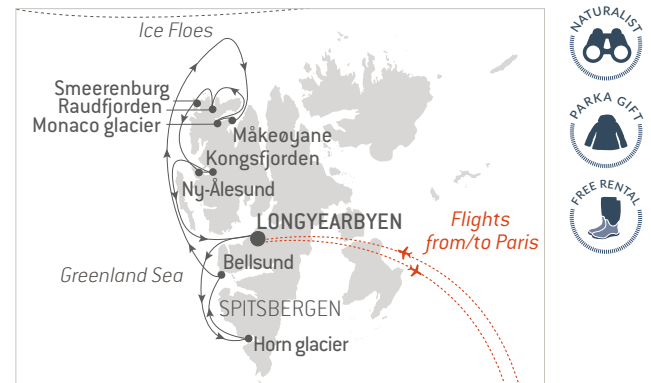 Ice Floes
Smeerenburg
Raudfjorden
Monaco glacier
Måkeøyane
Kongsfjorden
Ny-Ålesund
LONGYEARBYEN
Flights
from/to Paris
Bellsund
Greenland Sea
SPITSBERGEN
Horn glacier
NATURALIST
PARKA GIFT
FREE RENTAL